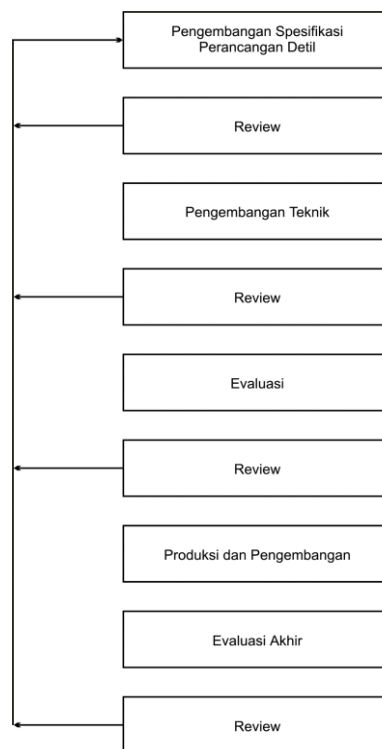 Pengembangan Spesifikasi
Perancangan Detil
Review
Pengembangan Teknik
Review
Evaluasi
Review
Produksi dan Pengembangan
Evaluasi Akhir
Review